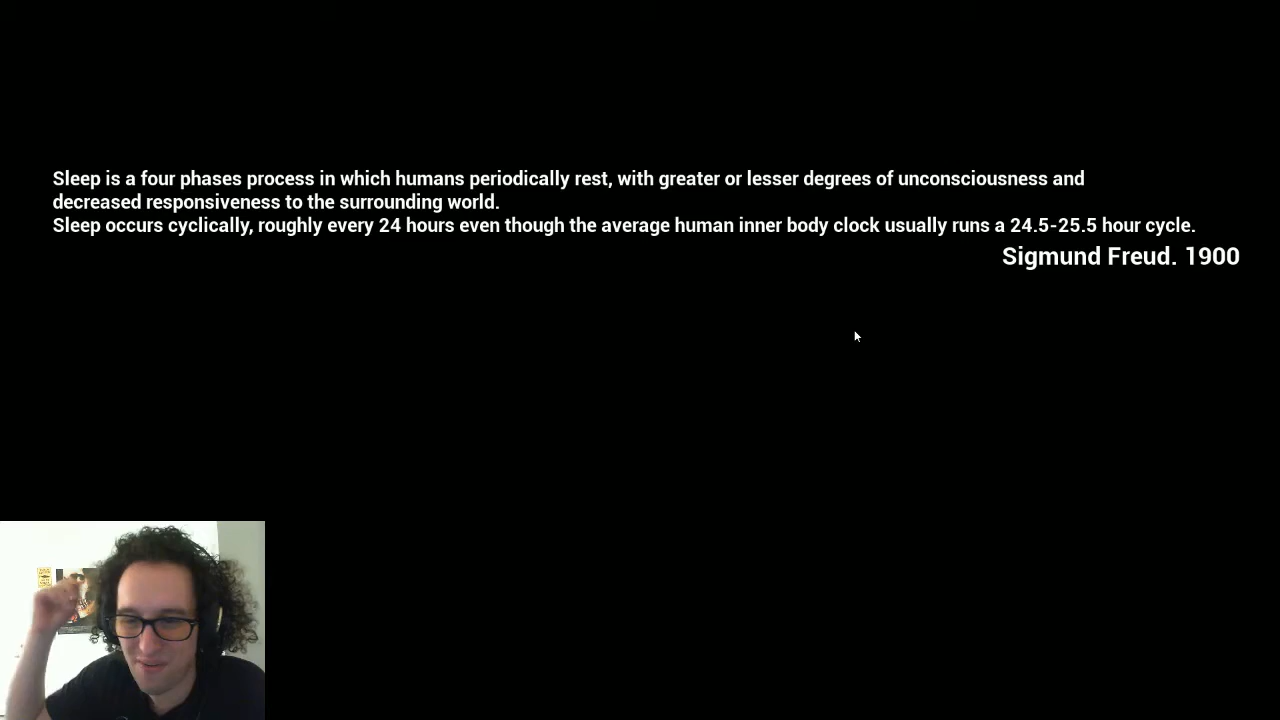 Sleep is a four phases process in which humans periodically rest, with greater or lesser degrees of unconsciousness and
decreased responsiveness to the surrounding world.
Sleep occurs cyclically, roughly every 24 hours even though the average human inner body clock usually runs a 24.5-25.5 hour cycle.
Sigmund Freud. 1900